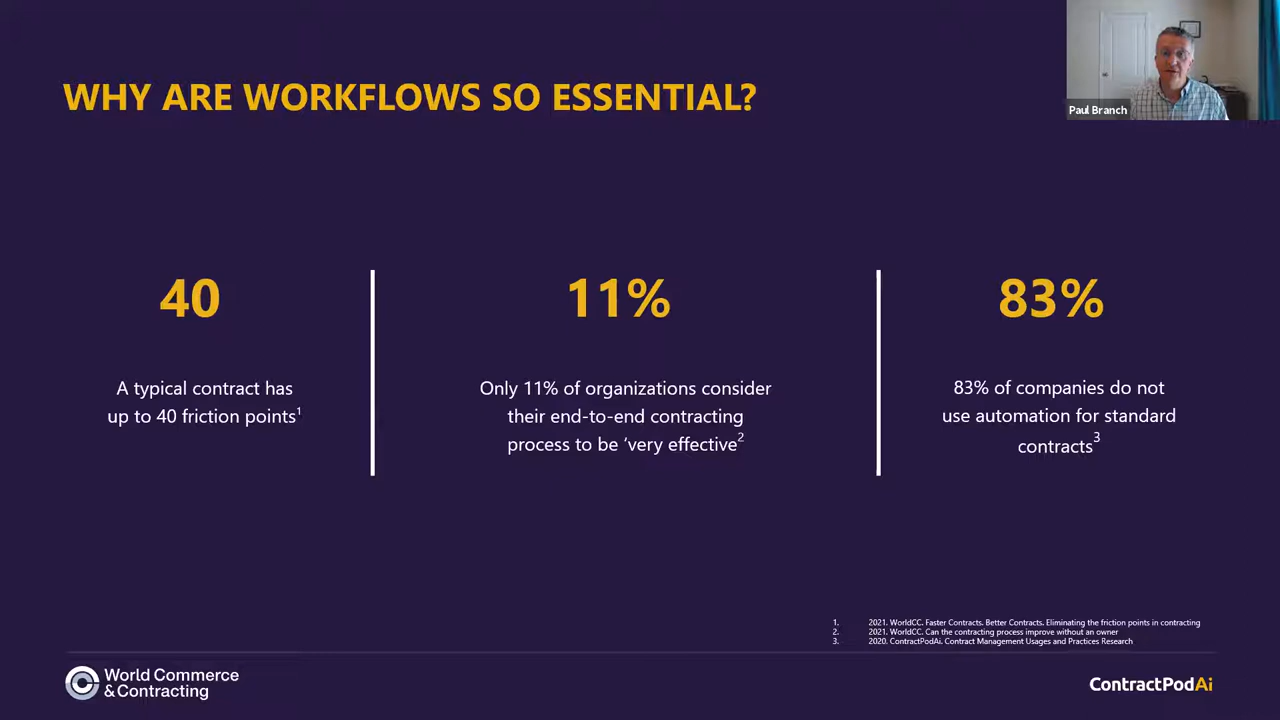 WHY ARE WORKFLOWS SO ESSENTIAL?
Paul Branch
40
A typical contract has
up to 40 friction points1
11%
Only 11% of organizations consider
their end-to-end contracting
process to be ‘very effective2
83%
83% of companies do not
use automation for standard
contracts3
1. 2021. WorldCC. Faster Contracts. Better Contracts. Eliminating the friction points in contracting
2. 2021. WorldCC. Can the contracting process improve without an owner
3. 2020. ContractPodAi. Contract Management Usages and Practices Research
World Commerce
& Contracting
ContractPodAi